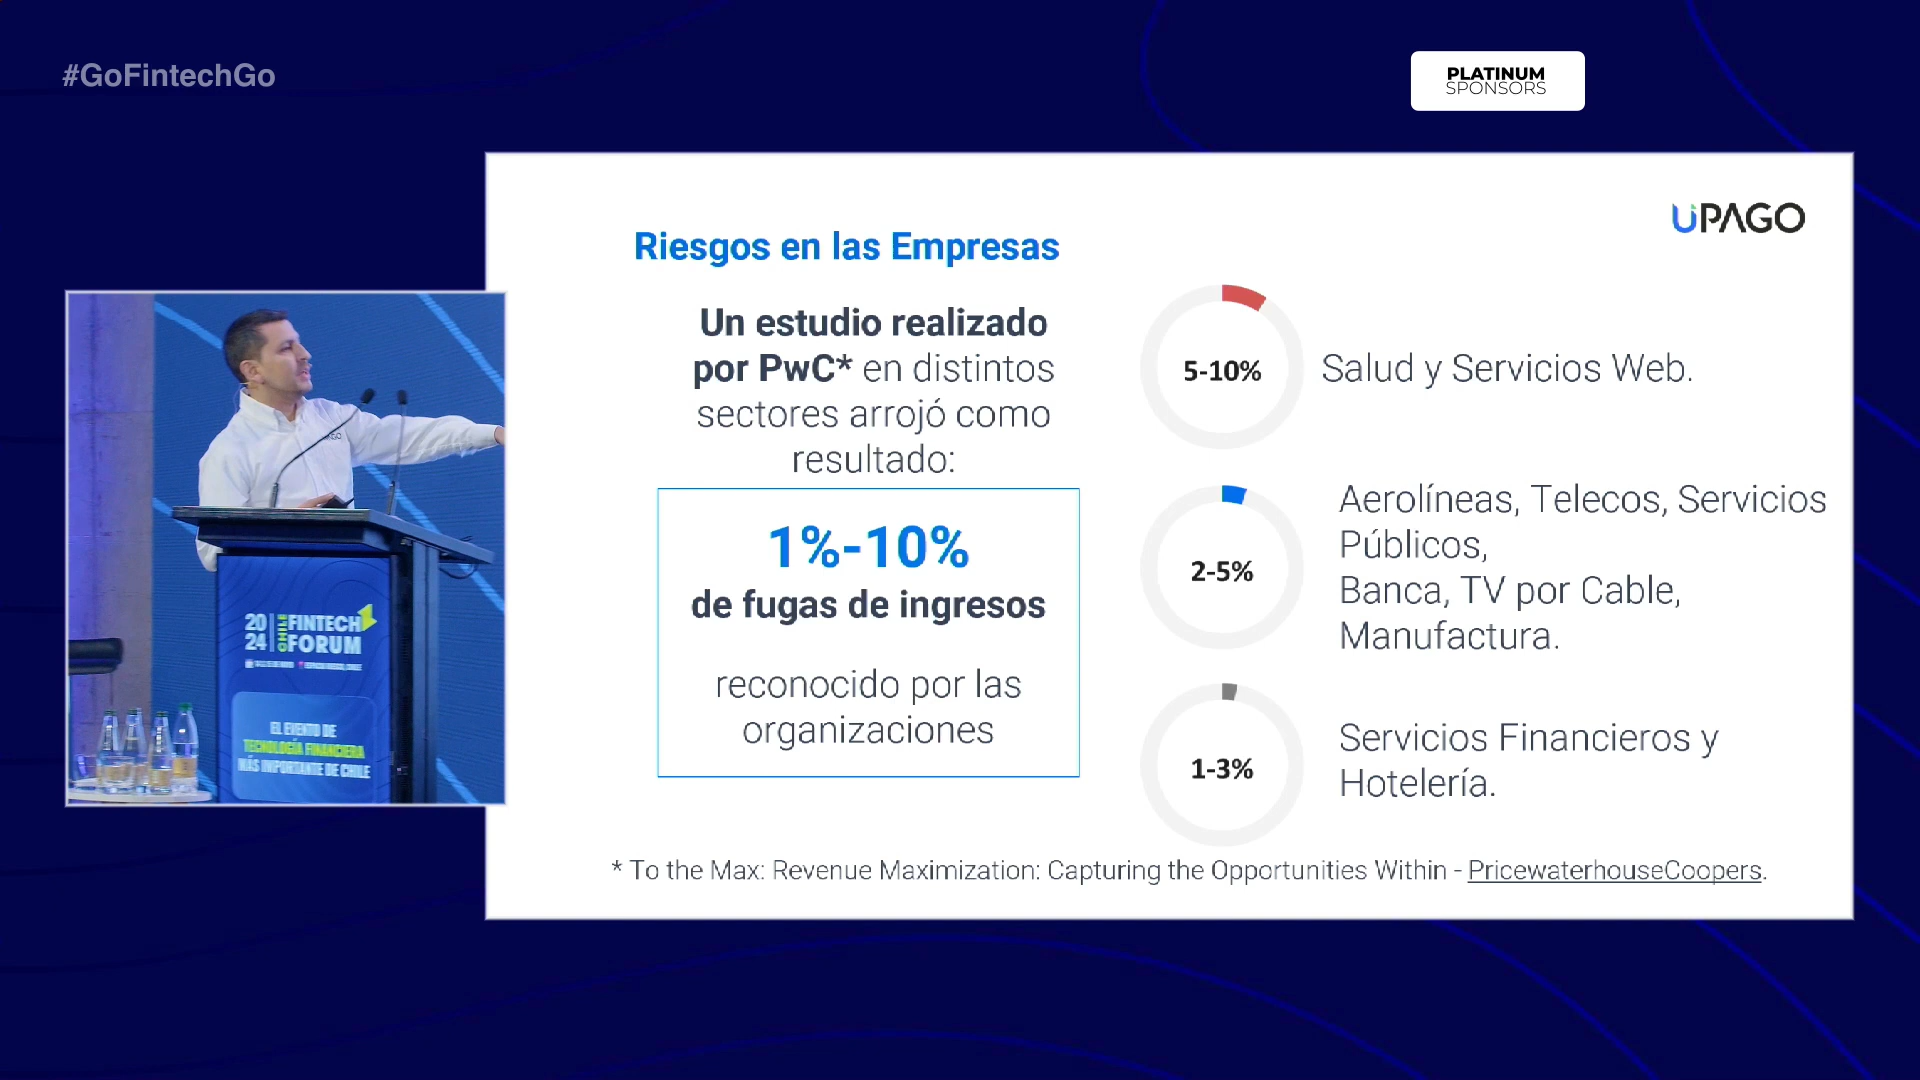 #GoFintechGo
PLATINUM
SPONSORS
UPAGO
Riesgos en las Empresas
Un estudio realizado
por PwC* en distintos
sectores arrojó como
resultado:
1%-10%
de fugas de ingresos
reconocido por las
organizaciones
5-10%
Salud y Servicios Web.
2-5%
Aerolíneas, Telecos, Servicios
Públicos,
Banca, TV por Cable,
Manufactura.
1-3%
Servicios Financieros y
Hotelería.
* To the Max: Revenue Maximization: Capturing the Opportunities Within - PricewaterhouseCoopers.
2024 CHILE FINTECH
FORUM
EL EVENTO DE
TECNOLOGÍA FINANCIERA
MÁS IMPORTANTE DE CHILE